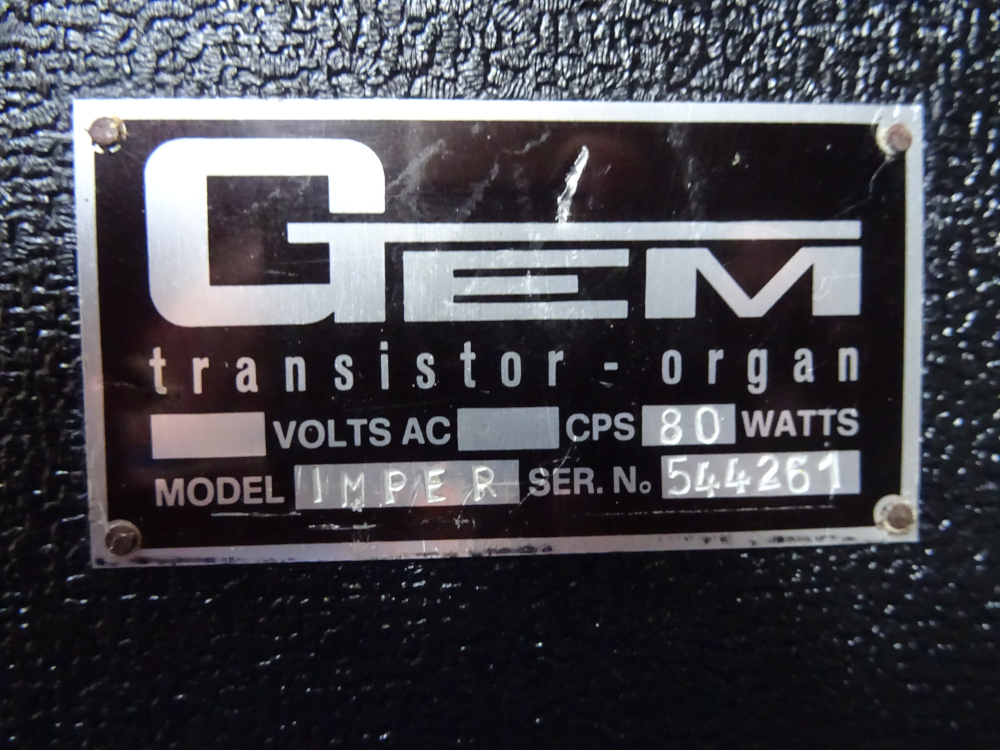 GEM
transistor - organ
VOLTS AC CPS 80 WATTS
MODEL IMPER SER. No 544261